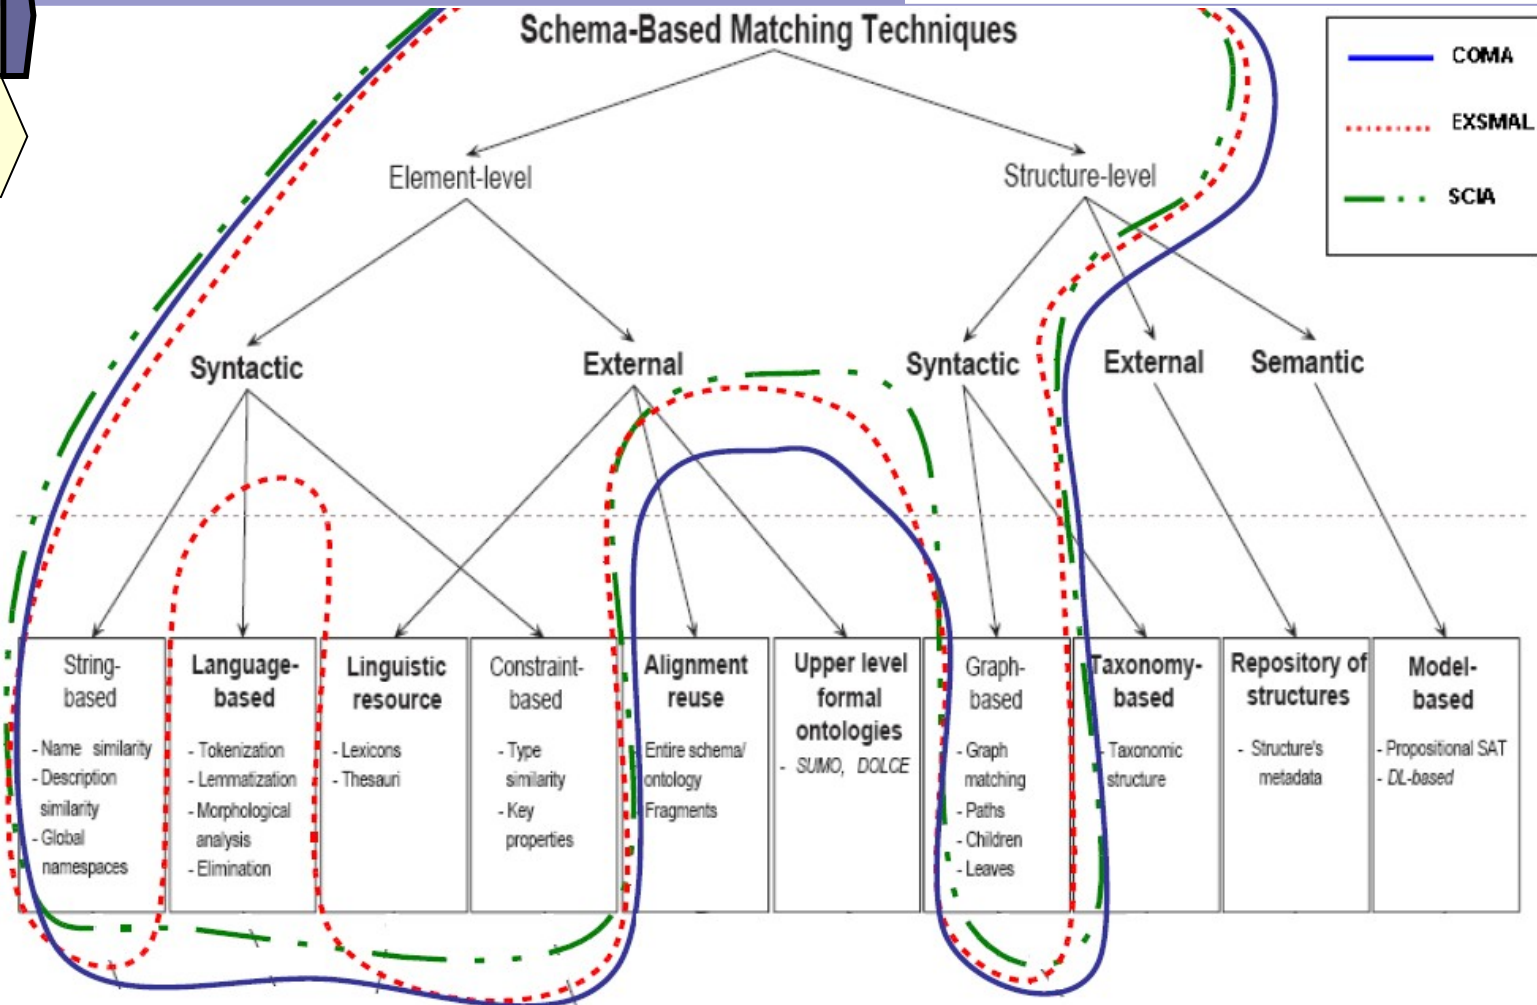 Schema-Based Matching Techniques
COMA
EXSMAL
SCIA
Element-level
Structure-level
Syntactic
External
Syntactic
External
Semantic
String-
based
- Name similarity
- Description
similarity
- Global
namespaces
Language-
based
- Tokenization
- Lemmatization
- Morphological
analysis
- Elimination
Linguistic
resource
- Lexicons
- Thesauri
Constraint-
based
- Type
similarity
- Key
properties
Alignment
reuse
Entire schema/
ontology
Fragments
Upper level
formal
ontologies
- SUMO, DOLCE
Graph-
based
- Graph
matching
- Paths
- Children
- Leaves
Taxonomy-
based
- Taxonomic
structure
Repository of
structures
- Structure's
metadata
Model-
based
- Propositional SAT
- DL-based